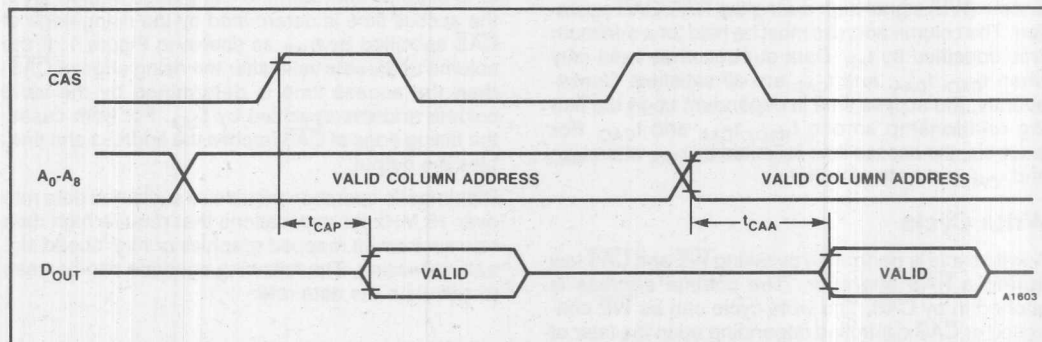 CAS
A0-A8 VALID COLUMN ADDRESS VALID COLUMN ADDRESS
tCAP tCAA
DOUT VALID VALID
A1603